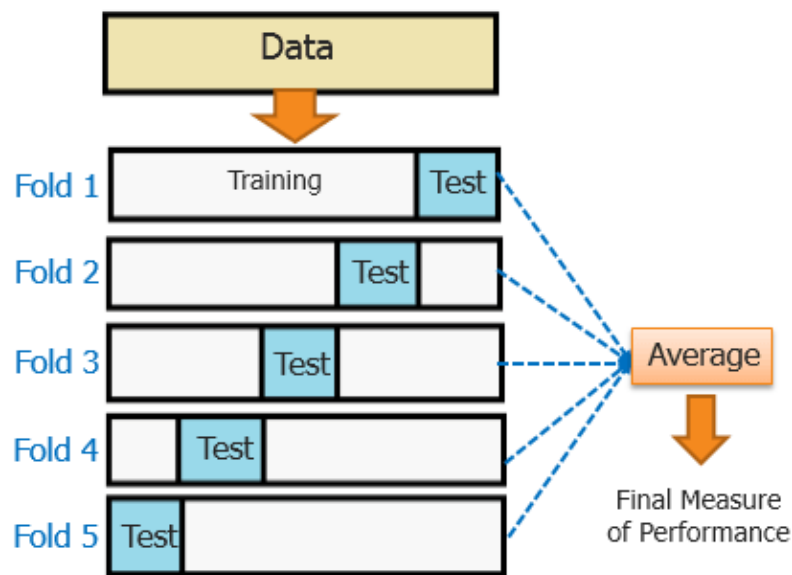 Data
Fold 1
Training
Test
Fold 2
Test
Fold 3
Test
Average
Fold 4
Test
Final Measure
of Performance
Fold 5
Test